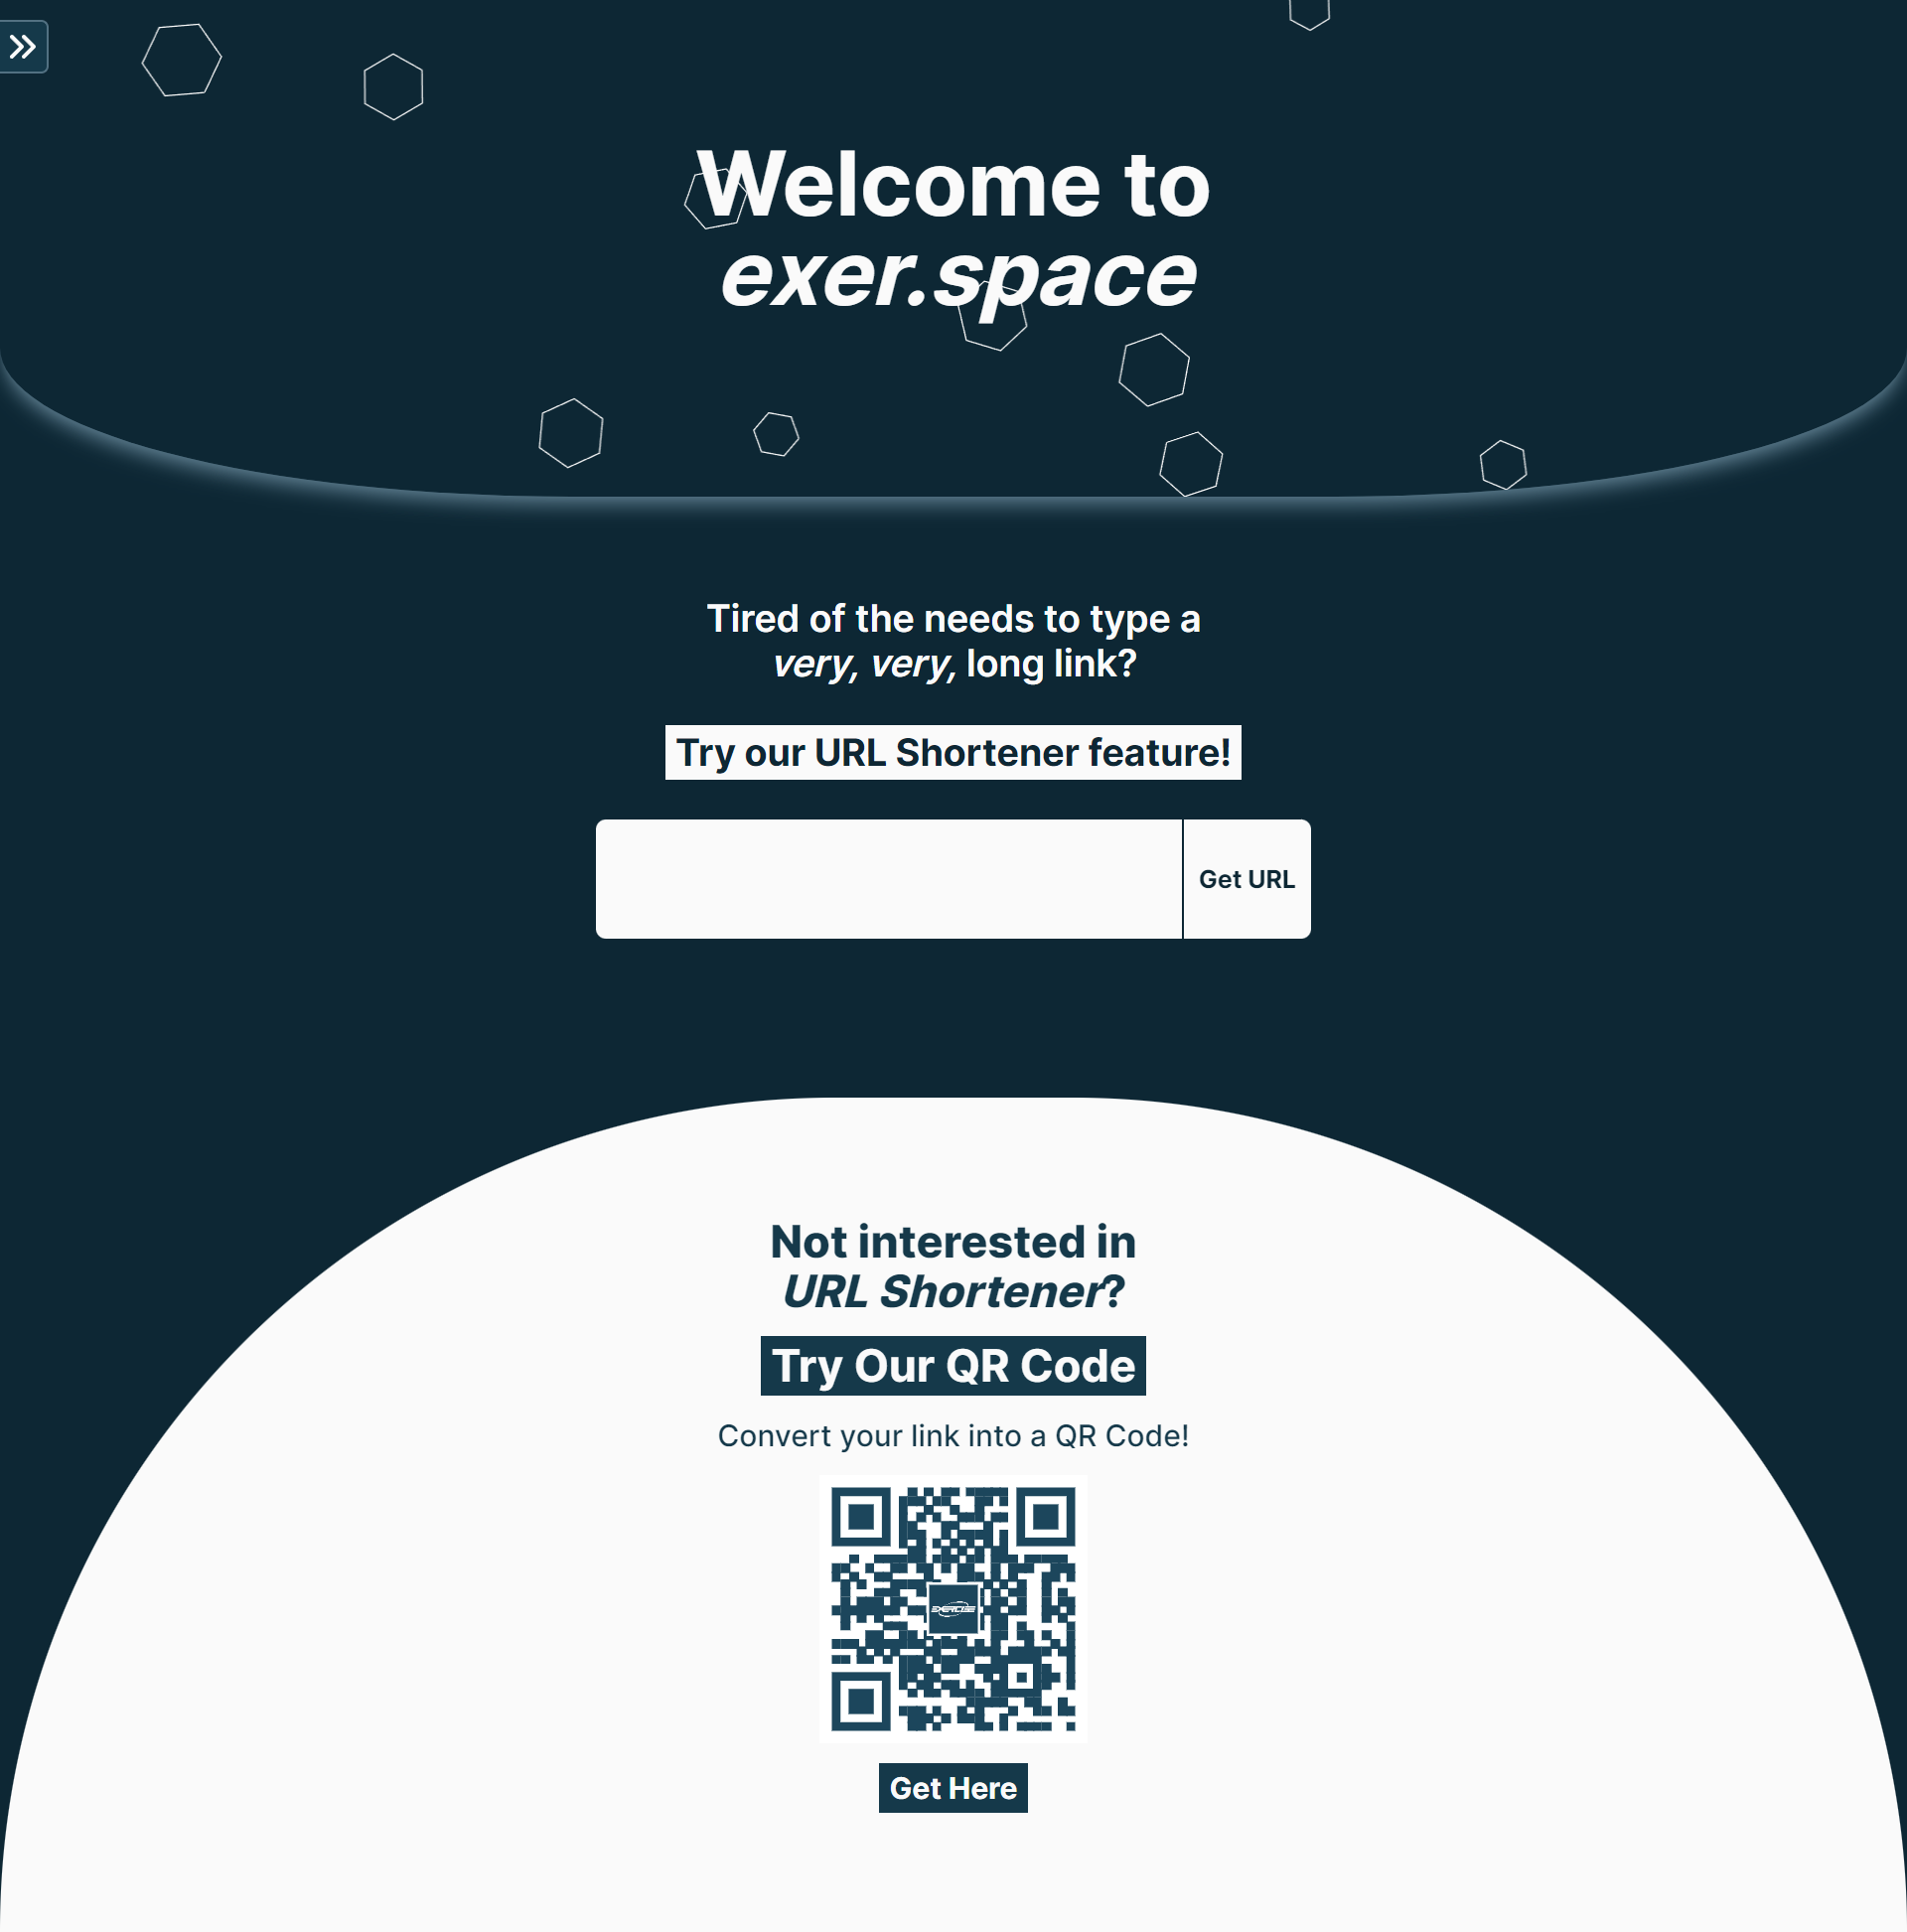 Welcome to
exer.space
Tired of the needs to type a
very, very, long link?
Try our URL Shortener feature!
Get URL
Not interested in
URL Shortener?
Try Our QR Code
Convert your link into a QR Code!
EXERCISE
Get Here